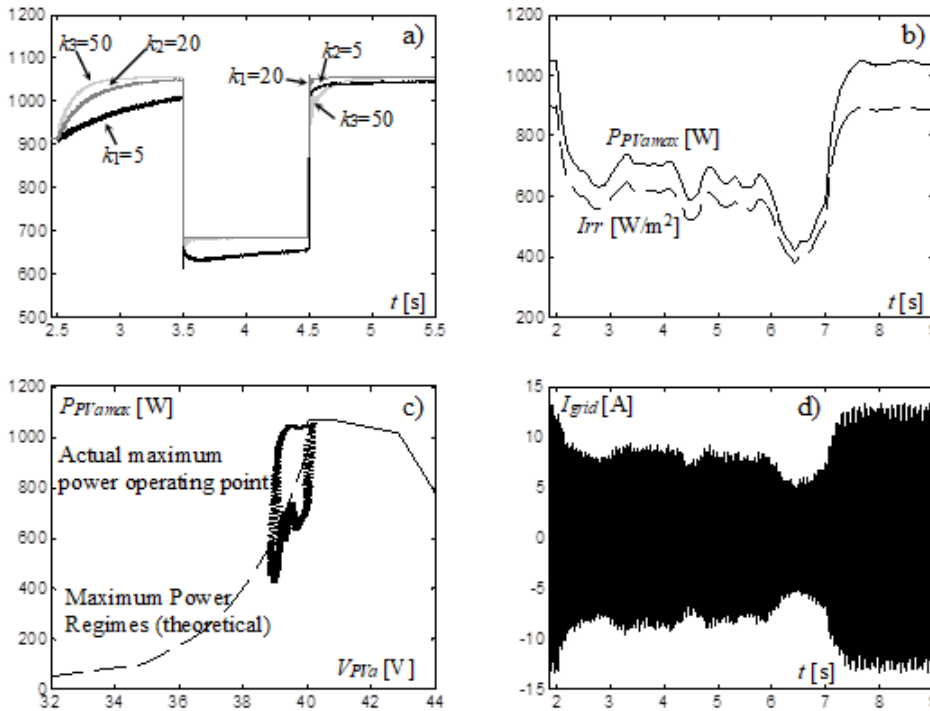 1200
1100
1000
900
800
700
600
500
2.5 3 3.5 4 4.5 5 5.5
a)
k3=50
k2=20
k1=5
k2=5
k1=20
k3=50
t [s]
1200
1000
800
600
400
200
2 3 4 5 6 7 8 9
b)
PPVamax [W]
Irr [W/m²]
t [s]
1200
1000
800
600
400
200
0
32 34 36 38 40 42 44
PPVamax [W]
c)
Actual maximum
power operating point
Maximum Power
Regimes (theoretical)
VPVa [V]
15
10
5
0
-5
-10
-15
2 3 4 5 6 7 8 9
Igrid [A]
d)
t [s]